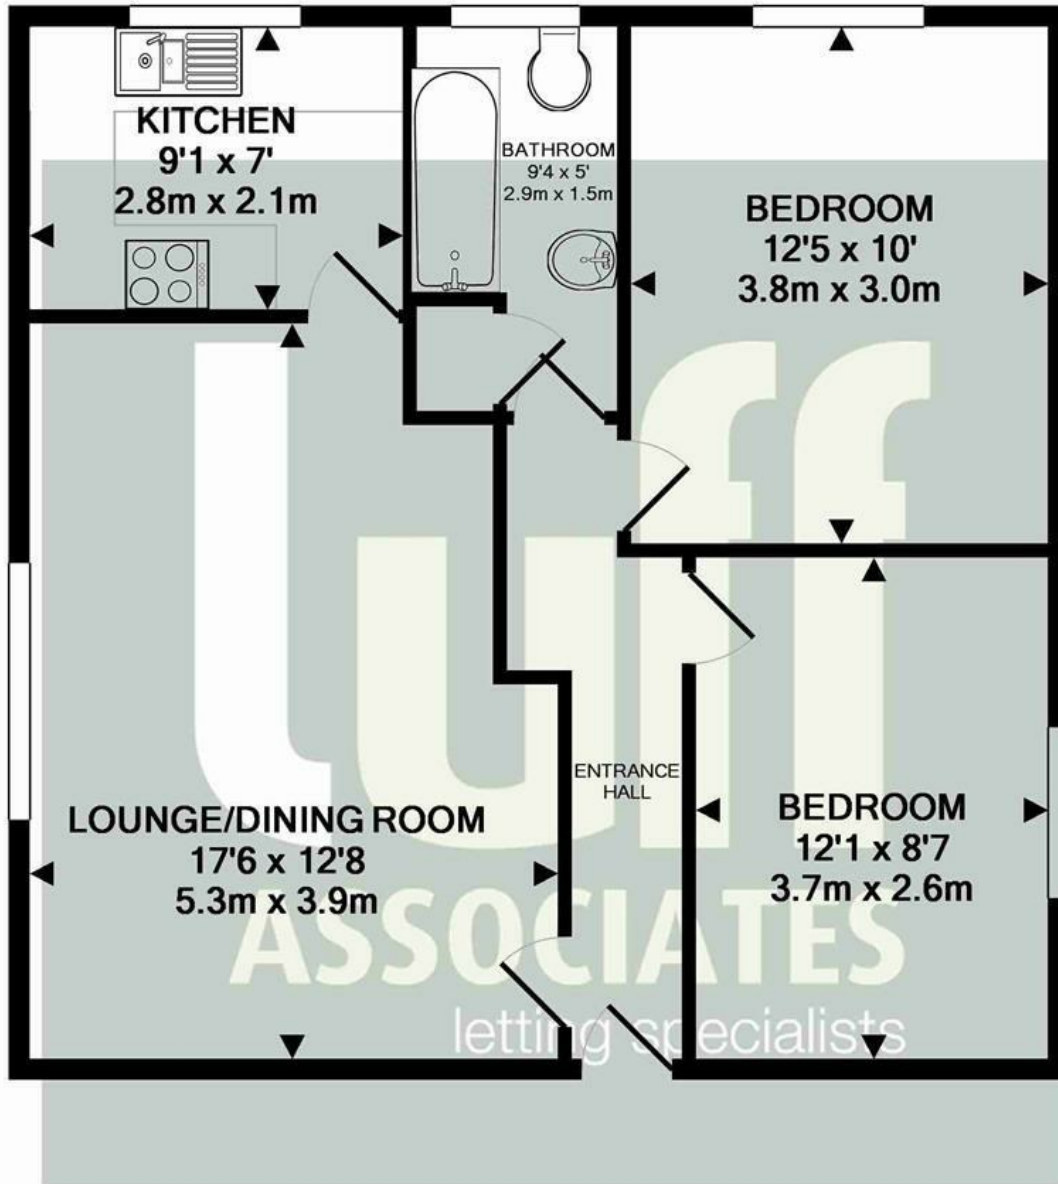 KITCHEN
9'1 x 7'
2.8m x 2.1m
BATHROOM
9'4 x 5'
2.9m x 1.5m
BEDROOM
12'5 x 10'
3.8m x 3.0m
ENTRANCE
HALL
LOUNGE/DINING ROOM
17'6 x 12'8
5.3m x 3.9m
BEDROOM
12'1 x 8'7
3.7m x 2.6m
luff
ASSOCIATES
letting specialists